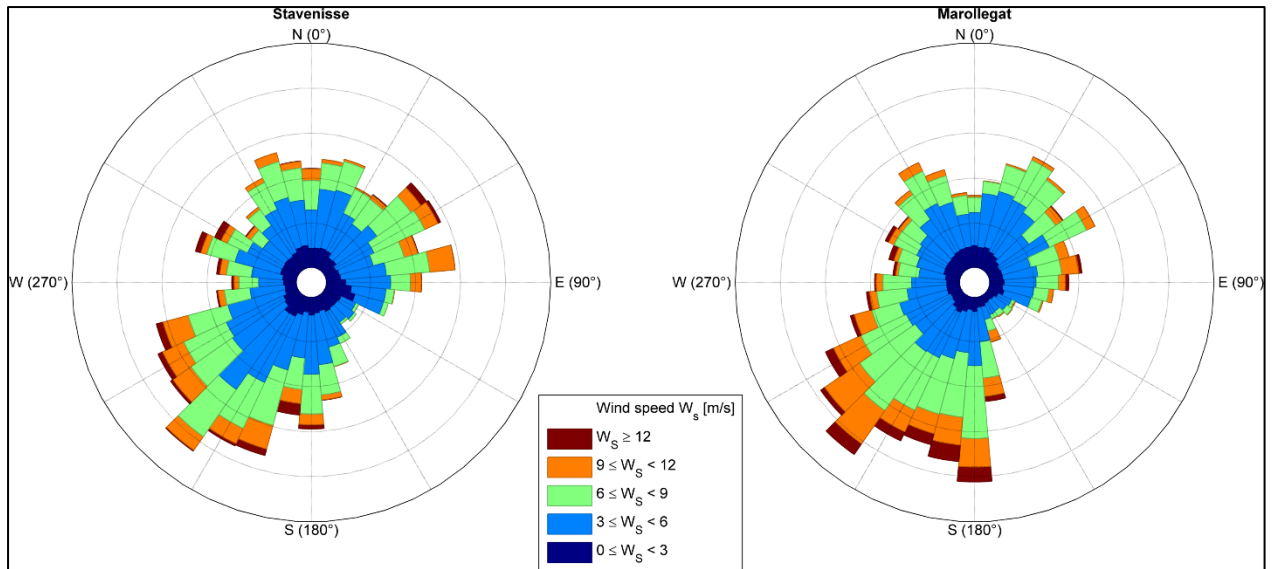 Stavenisse
N (0°)
W (270°)
E (90°)
S (180°)
Marollegat
N (0°)
W (270°)
E (90°)
S (180°)
Wind speed W_s [m/s]
W_S ≥ 12
9 ≤ W_S < 12
6 ≤ W_S < 9
3 ≤ W_S < 6
0 ≤ W_S < 3